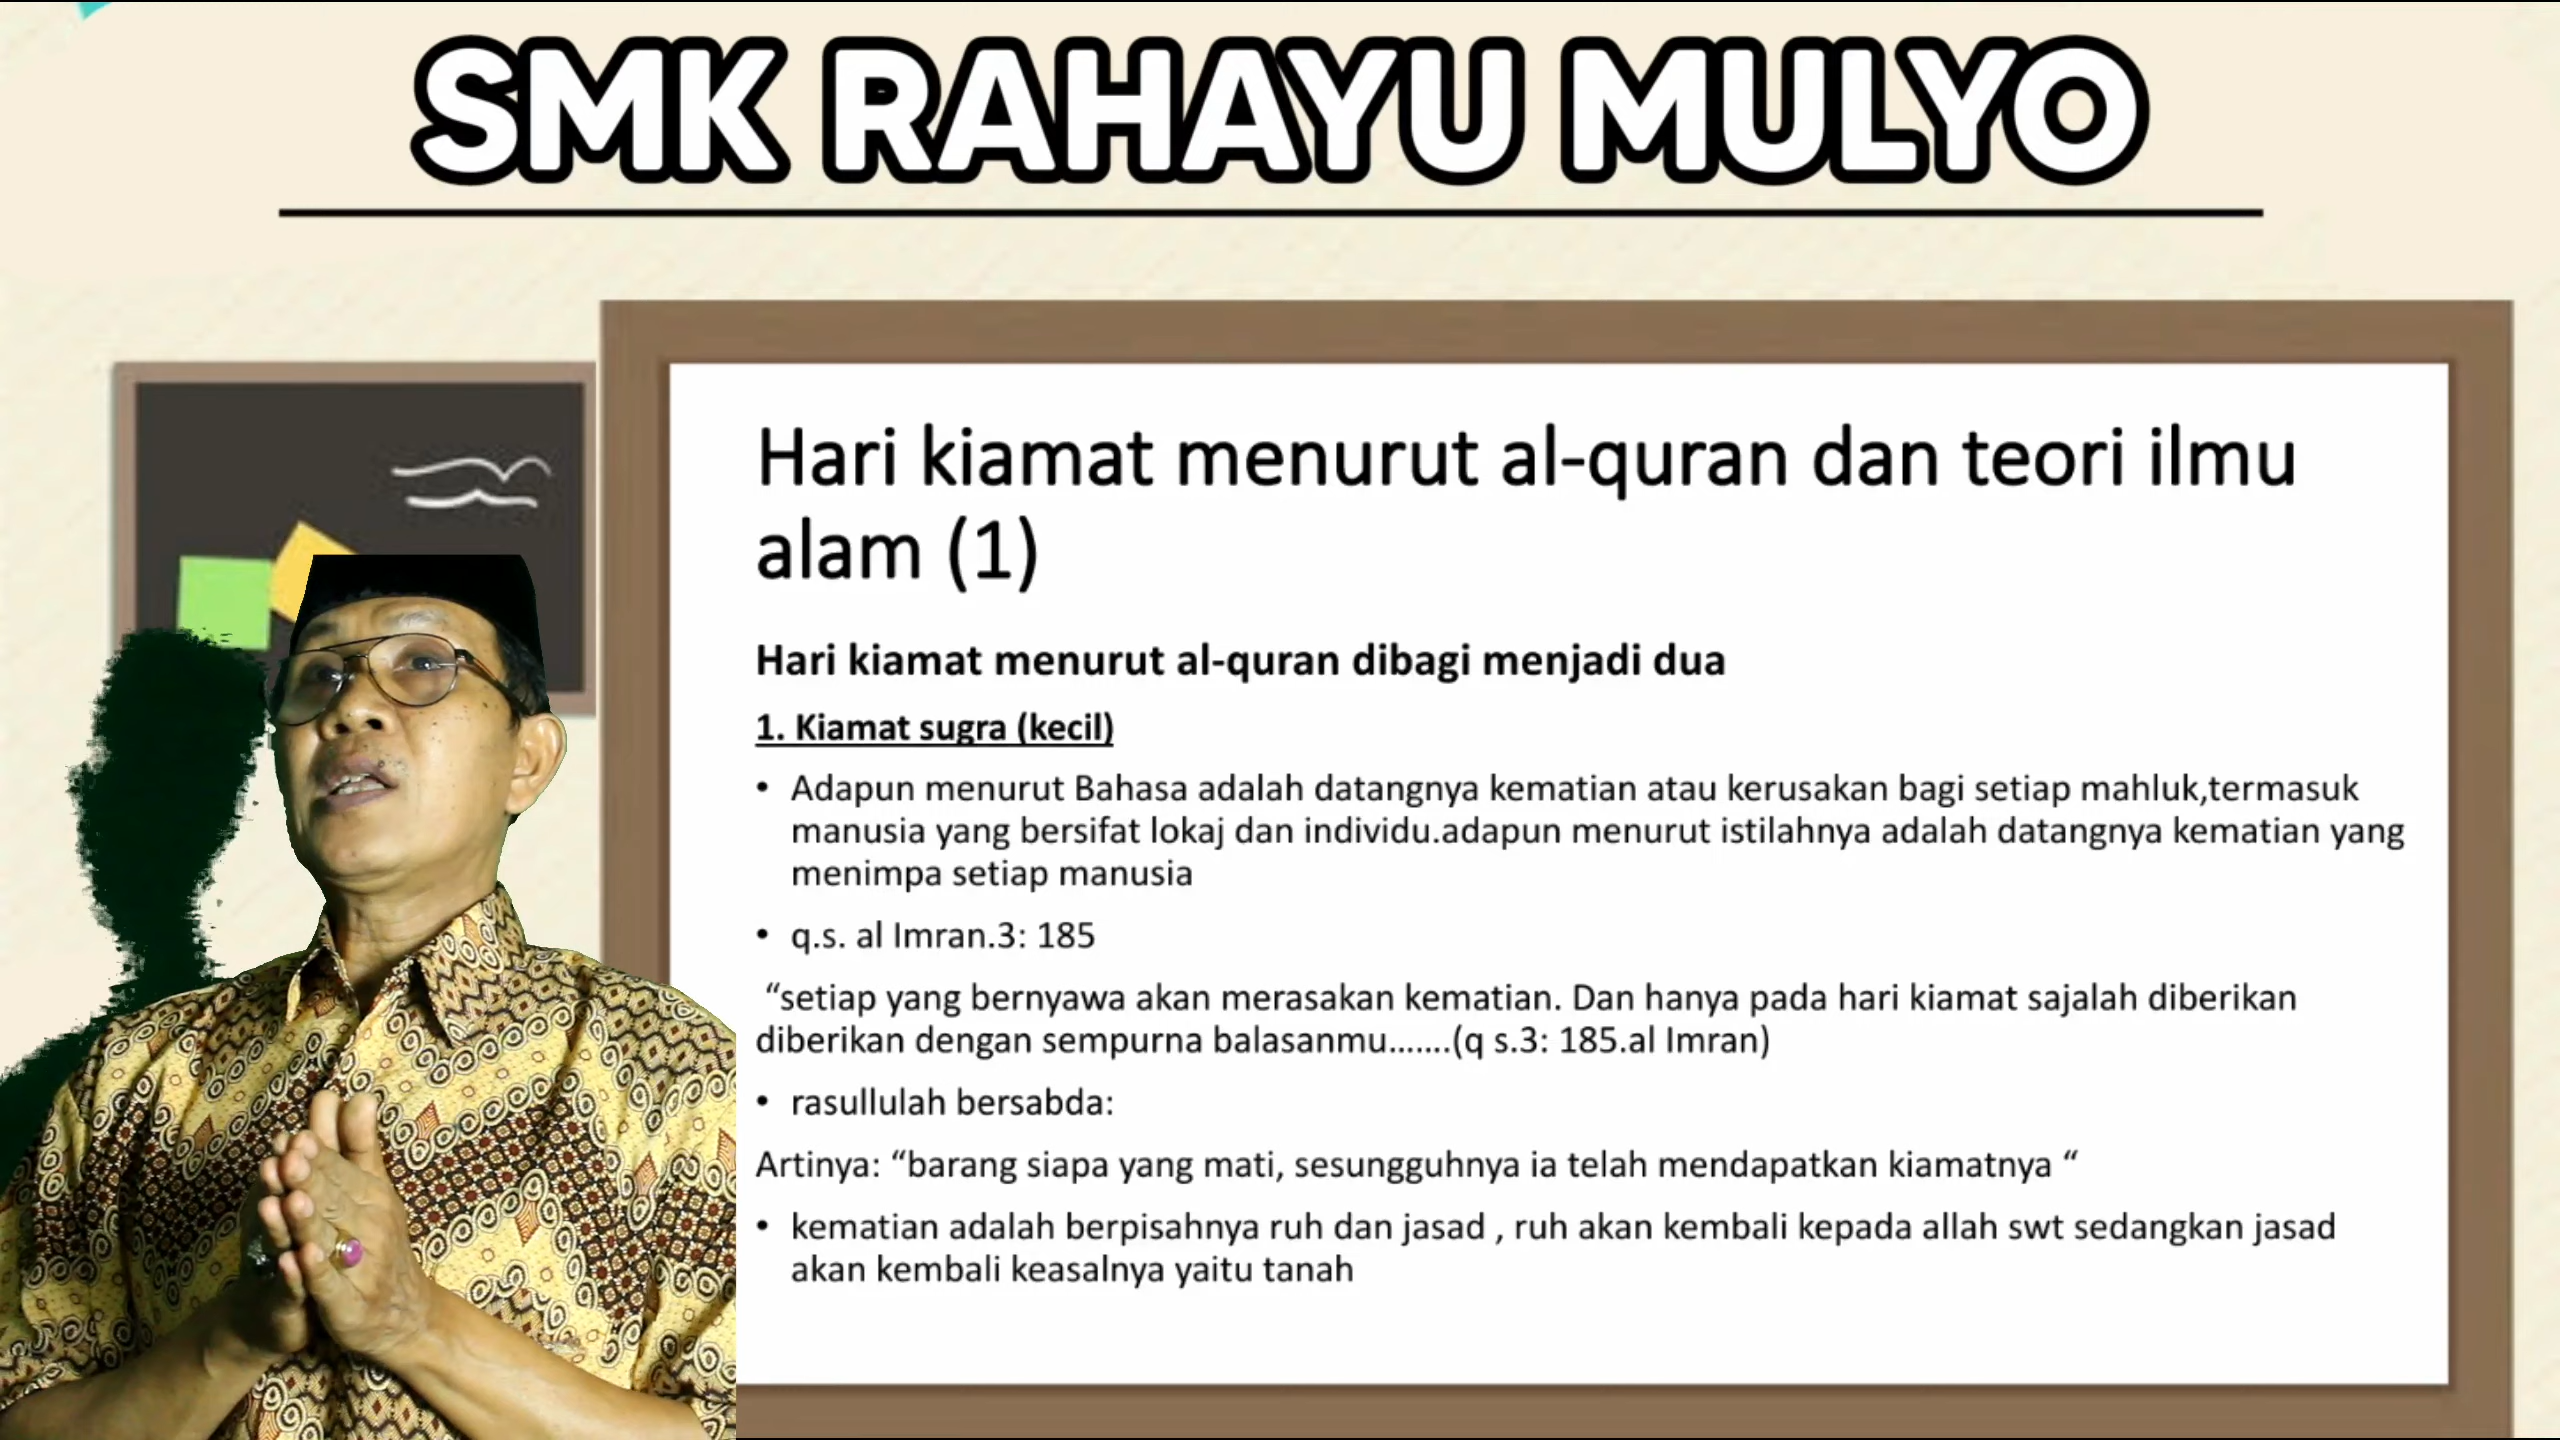 SMK RAHAYU MULYO
Hari kiamat menurut al-quran dan teori ilmu
alam (1)
Hari kiamat menurut al-quran dibagi menjadi dua
1. Kiamat sugra (kecil)
• Adapun menurut Bahasa adalah datangnya kematian atau kerusakan bagi setiap mahluk,termasuk
manusia yang bersifat lokaj dan individu.adapun menurut istilahnya adalah datangnya kematian yang
menimpa setiap manusia
• q.s. al Imran.3: 185
“setiap yang bernyawa akan merasakan kematian. Dan hanya pada hari kiamat sajalah diberikan
diberikan dengan sempurna balasanmu…….(q s.3: 185.al Imran)
• rasullulah bersabda:
Artinya: “barang siapa yang mati, sesungguhnya ia telah mendapatkan kiamatnya “
• kematian adalah berpisahnya ruh dan jasad , ruh akan kembali kepada allah swt sedangkan jasad
akan kembali keasalnya yaitu tanah